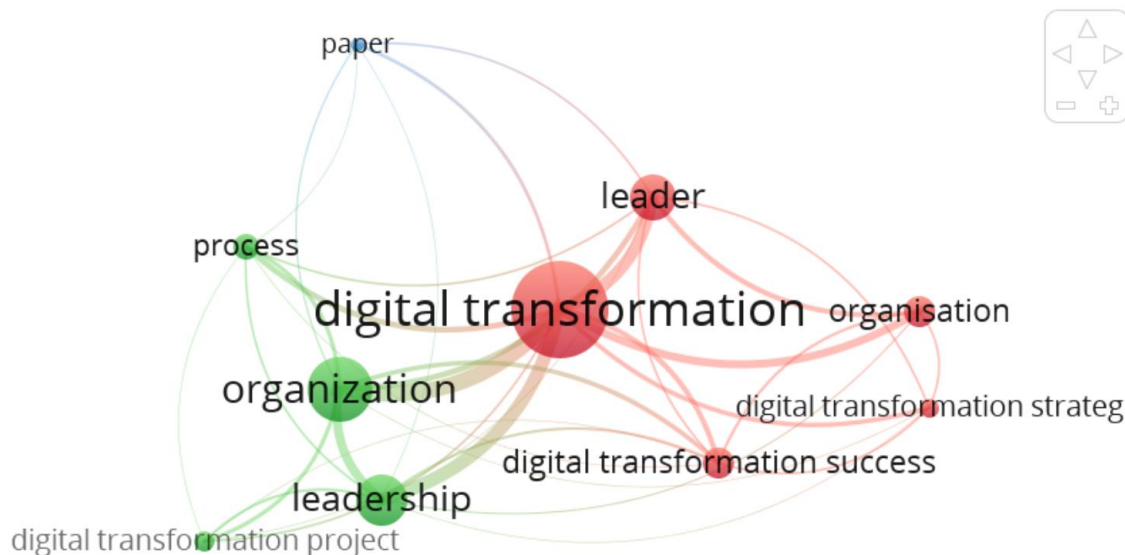 paper
leader
process
digital transformation
organisation
organization
digital transformation strateg
digital transformation success
leadership
digital transformation project